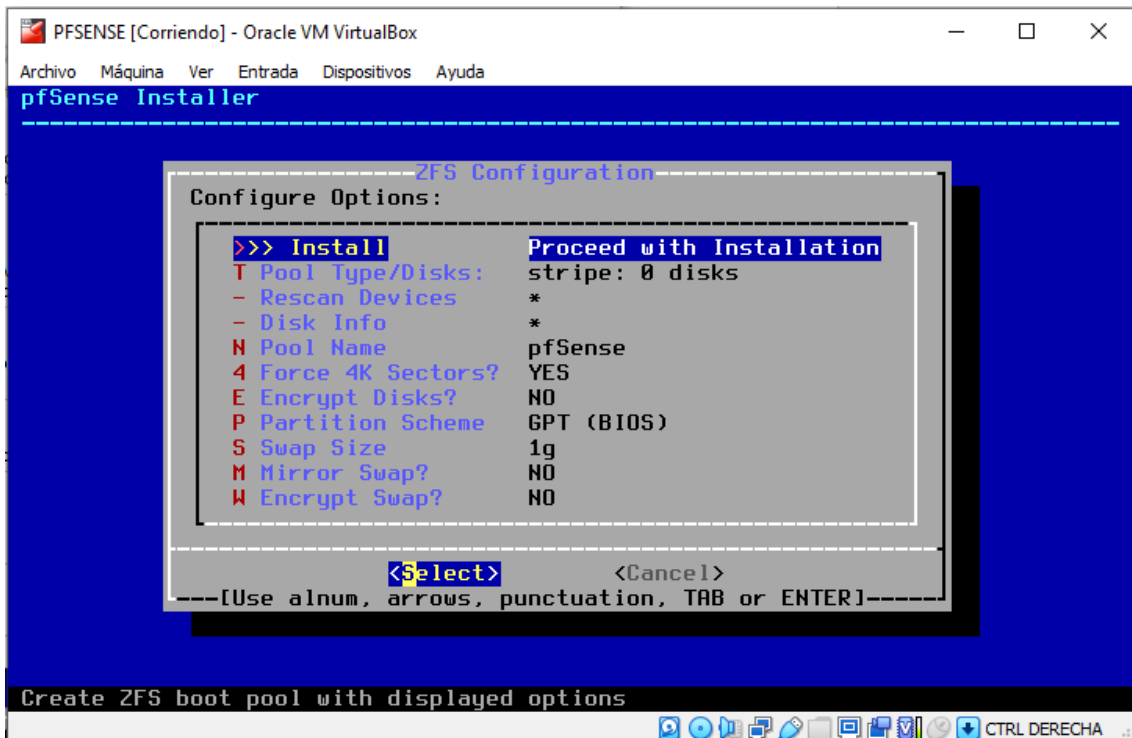 PFSENSE [Corriendo] - Oracle VM VirtualBox
Archivo Máquina Ver Entrada Dispositivos Ayuda
pfSense Installer
ZFS Configuration
Configure Options:
>>> Install Proceed with Installation
T Pool Type/Disks: stripe: 0 disks
- Rescan Devices *
- Disk Info *
N Pool Name pfSense
4 Force 4K Sectors? YES
E Encrypt Disks? NO
P Partition Scheme GPT (BIOS)
S Swap Size 1g
M Mirror Swap? NO
W Encrypt Swap? NO
<Select> <Cancel>
[Use alnum, arrows, punctuation, TAB or ENTER]
Create ZFS boot pool with displayed options
CTRL DERECHA